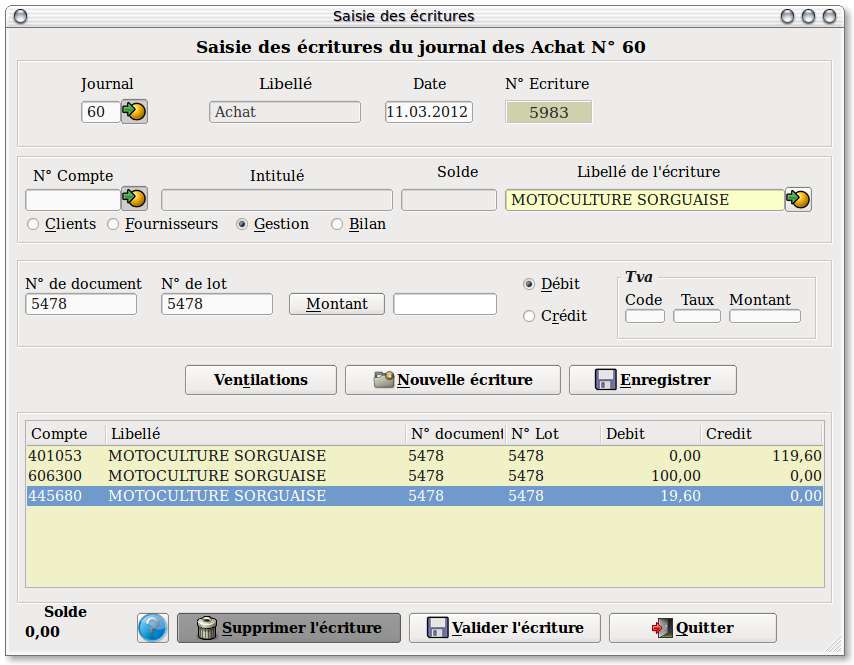 Saisie des écritures
Saisie des écritures du journal des Achat N° 60
Journal Libellé Date N° Ecriture
60 Achat 11.03.2012 5983
N° Compte Intitulé Solde Libellé de l'écriture
MOTOCULTURE SORGUAISE
Clients Fournisseurs Gestion Bilan
N° de document N° de lot Débit Tva
5478 5478 Montant Crédit Code Taux Montant
Ventilations Nouvelle écriture Enregistrer
Compte Libellé N° document N° Lot Debit Credit
401053 MOTOCULTURE SORGUAISE 5478 5478 0,00 119,60
606300 MOTOCULTURE SORGUAISE 5478 5478 100,00 0,00
445680 MOTOCULTURE SORGUAISE 5478 5478 19,60 0,00
Solde
0,00 Supprimer l'écriture Valider l'écriture Quitter